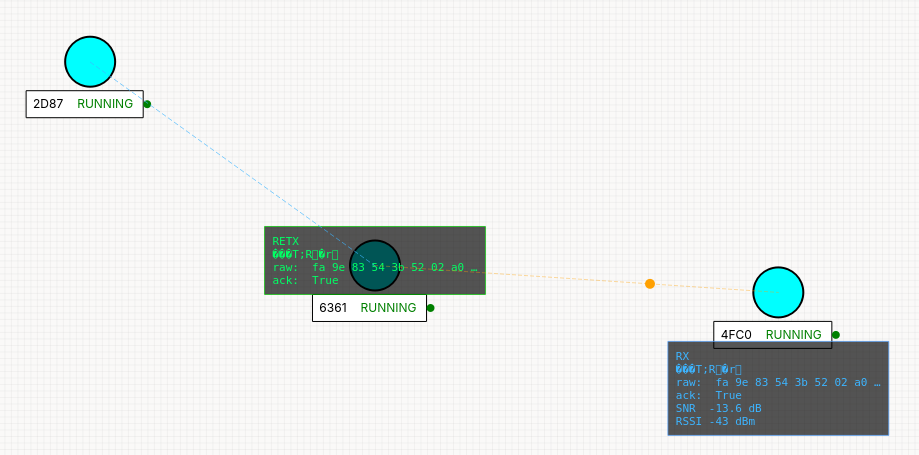 2D87 RUNNING
RETX
���T;R�r
raw: fa 9e 83 54 3b 52 02 a0 …
ack: True
6361 RUNNING
4FC0 RUNNING
RX
���T;R�r
raw: fa 9e 83 54 3b 52 02 a0 …
ack: True
SNR -13.6 dB
RSSI -43 dBm